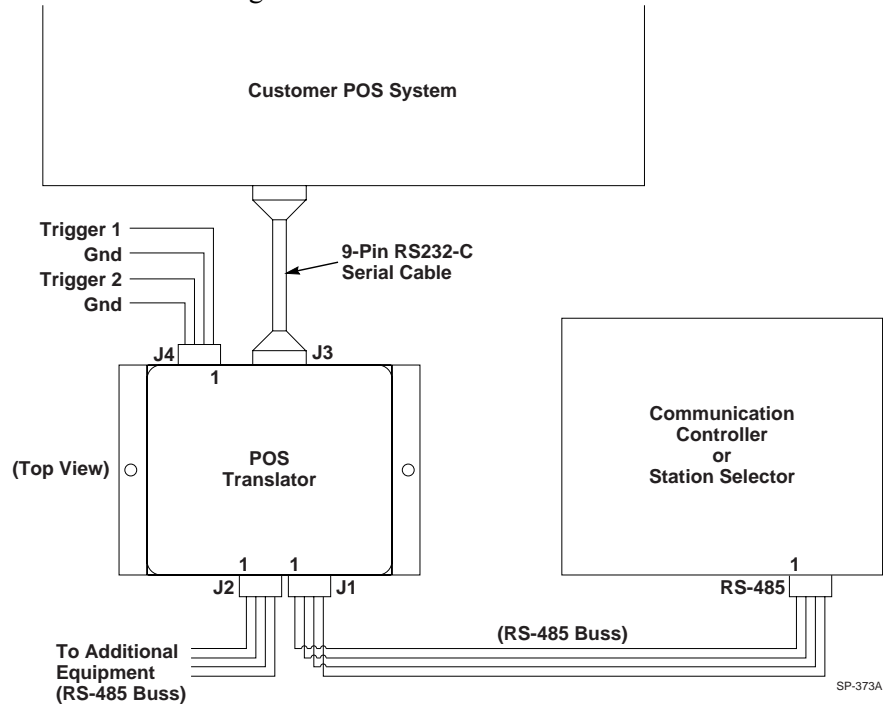 Customer POS System
Trigger 1
Gnd
Trigger 2
Gnd
9-Pin RS232-C
Serial Cable
J4
J3
1
(Top View)
POS
Translator
Communication
Controller
or
Station Selector
1
1
1
J2
J1
RS-485
(RS-485 Buss)
To Additional
Equipment
(RS-485 Buss)
SP-373A